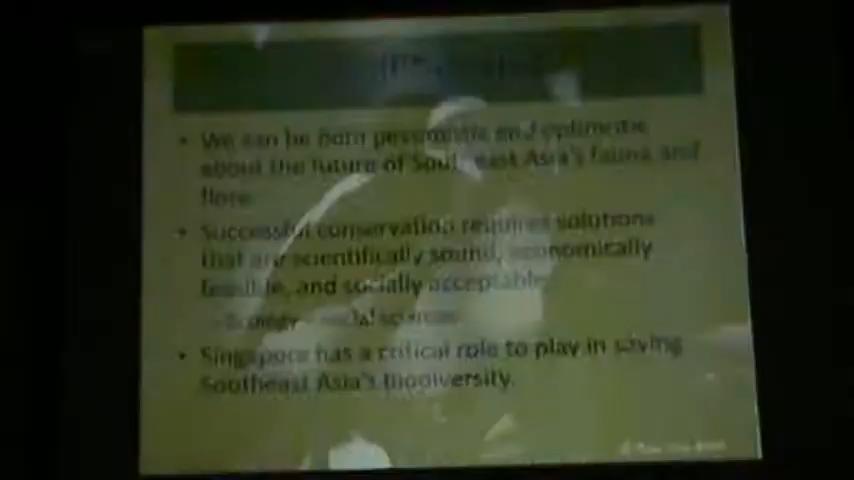 • We can be both pessimistic and optimistic
about the future of Southeast Asia's fauna and
flora.
• Successful conservation requires solutions
that are scientifically sound, economically
feasible, and socially acceptable.
• Singapore has a critical role to play in saving
Southeast Asia's biodiversity.